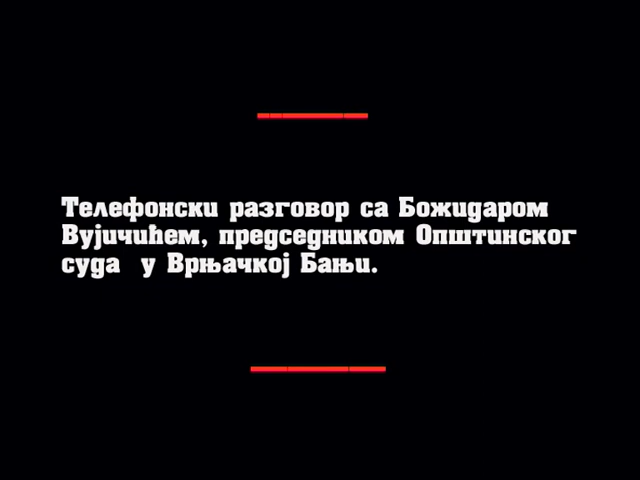 Телефонски разговор са Божидаром
Вујичићем, председником Општинског
суда у Врњачкој Бањи.